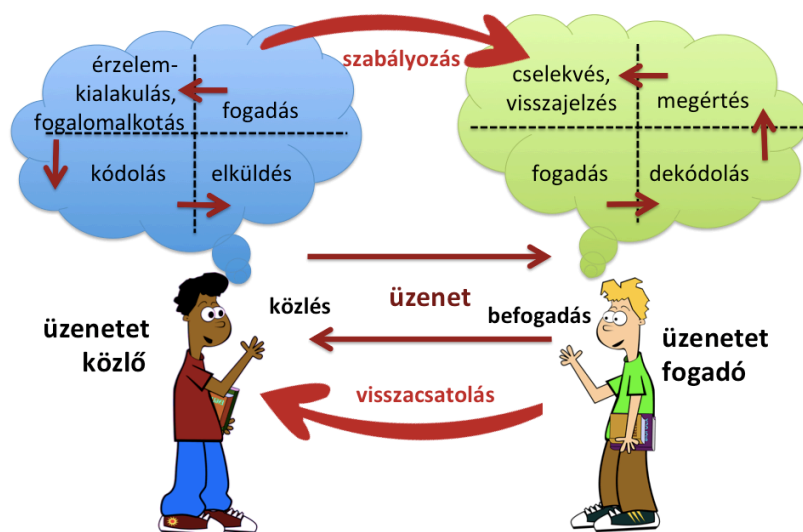 szabályozás
érzelem-
kialakulás,
fogalomalkotás
fogadás
kódolás
elküldés
cselekvés,
visszajelzés
megértés
fogadás
dekódolás
üzenetet
közlő
közlés
üzenet
befogadás
üzenetet
fogadó
visszacsatolás